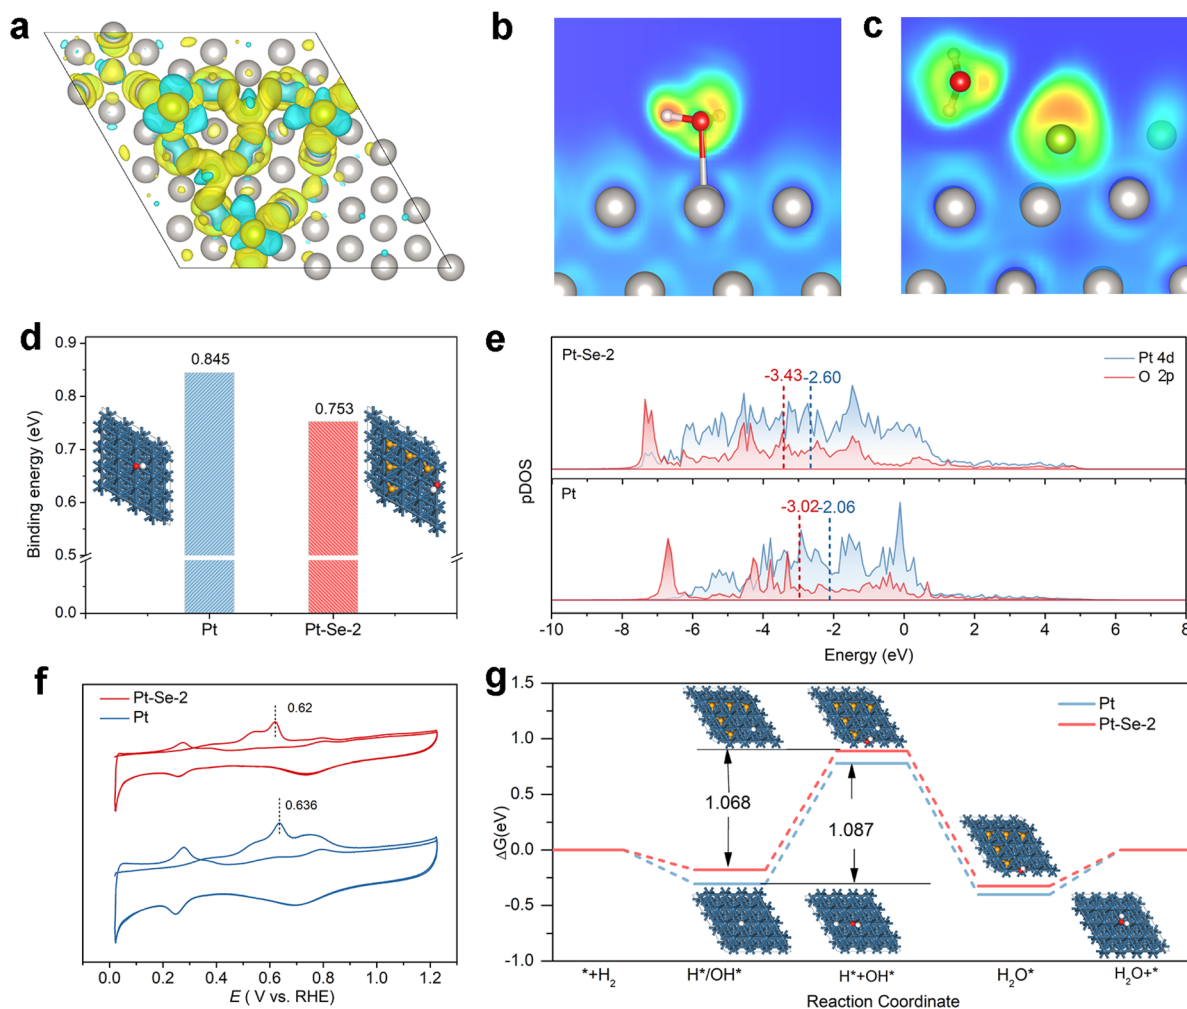 a
b
c
d
Binding energy (eV)
0.9
0.8
0.7
0.6
0.5
0.0
0.845
0.753
Pt
Pt-Se-2
e
Pt-Se-2
Pt 4d
O 2p
-3.43
-2.60
pDOS
Pt
-3.02
-2.06
-10
-8
-6
-4
-2
0
2
4
6
8
Energy (eV)
f
Pt-Se-2
Pt
0.62
0.636
0.0
0.2
0.4
0.6
0.8
1.0
1.2
E ( V vs. RHE)
g
ΔG(eV)
1.5
1.0
0.5
0.0
-0.5
-1.0
Pt
Pt-Se-2
1.068
1.087
*+H₂
H*/OH*
H*+OH*
H₂O*
H₂O+*
Reaction Coordinate